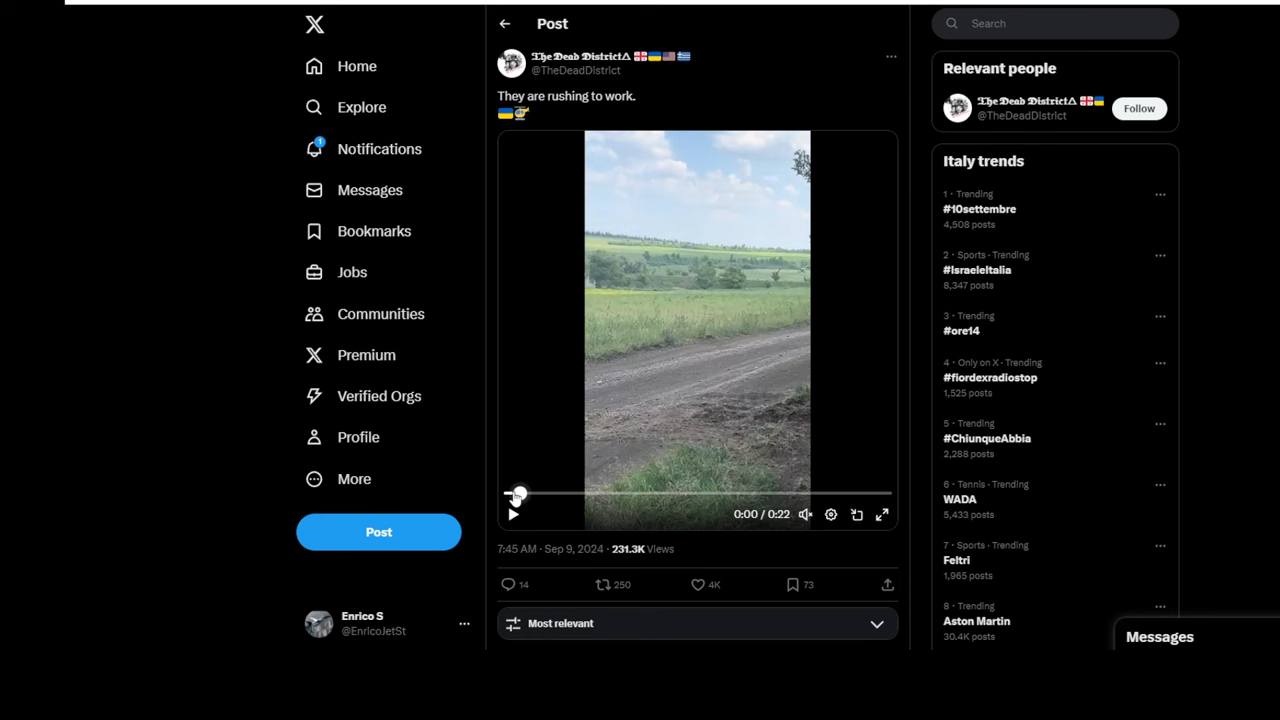 Home
Explore
1
Notifications
Messages
Bookmarks
Jobs
Communities
Premium
Verified Orgs
Profile
More
Post
Enrico S
@EnricoJetSt
Post
𝕿𝖍𝖊 𝕯𝖊𝖆𝖉 𝕯𝖎𝖘𝖙𝖗𝖎𝖈𝖙△ 🇬🇪🇺🇦🇺🇸🇬🇷
@TheDeadDistr1ct
They are rushing to work.
🇺🇦🚁
0:00 / 0:22
7:45 AM · Sep 9, 2024 · 231.3K Views
14
250
4K
73
Most relevant
Search
Relevant people
𝕿𝖍𝖊 𝕯𝖊𝖆𝖉 𝕯𝖎𝖘𝖙𝖗𝖎𝖈𝖙△ 🇬🇪🇺🇦
@TheDeadDistr1ct
Follow
Italy trends
1 · Trending
#10settembre
4,508 posts
2 · Sports · Trending
#IsraeleItalia
8,347 posts
3 · Trending
#ore14
4 · Only on X · Trending
#fiordexradiostop
1,525 posts
5 · Trending
#ChiunqueAbbia
2,288 posts
6 · Tennis · Trending
WADA
5,433 posts
7 · Sports · Trending
Feltri
1,965 posts
8 · Trending
Aston Martin
30.4K posts
Messages